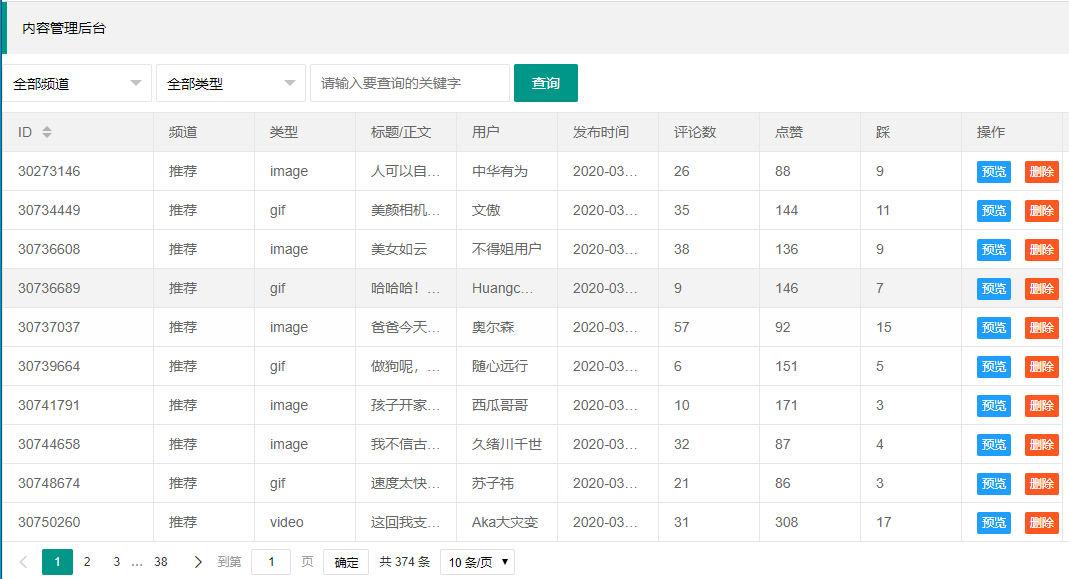 内容管理后台
全部频道 全部类型 请输入要查询的关键字 查询
ID 频道 类型 标题/正文 用户 发布时间 评论数 点赞 踩 操作
30273146 推荐 image 人可以自... 中华有为 2020-03... 26 88 9 预览 删除
30734449 推荐 gif 美颜相机... 文傲 2020-03... 35 144 11 预览 删除
30736608 推荐 image 美女如云 不得姐用户 2020-03... 38 136 9 预览 删除
30736689 推荐 gif 哈哈哈！... Huangc... 2020-03... 9 146 7 预览 删除
30737037 推荐 image 爸爸今天... 奥尔森 2020-03... 57 92 15 预览 删除
30739664 推荐 gif 做狗呢，... 随心远行 2020-03... 6 151 5 预览 删除
30741791 推荐 image 孩子开家... 西瓜哥哥 2020-03... 10 171 3 预览 删除
30744658 推荐 image 我不信古... 久绪川千世 2020-03... 32 87 4 预览 删除
30748674 推荐 gif 速度太快... 苏子祎 2020-03... 21 86 3 预览 删除
30750260 推荐 video 这回我支... Aka大灾变 2020-03... 31 308 17 预览 删除
1 2 3 ... 38 到第 1 页 确定 共 374 条 10 条/页